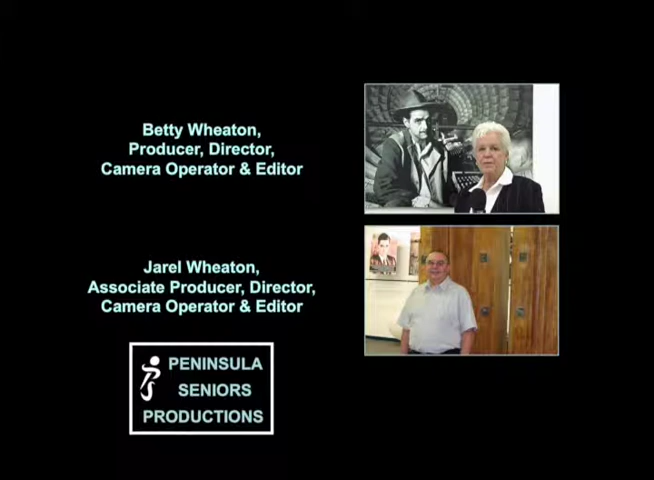 Betty Wheaton,
Producer, Director,
Camera Operator & Editor
Jarel Wheaton,
Associate Producer, Director,
Camera Operator & Editor
PENINSULA
SENIORS
PRODUCTIONS